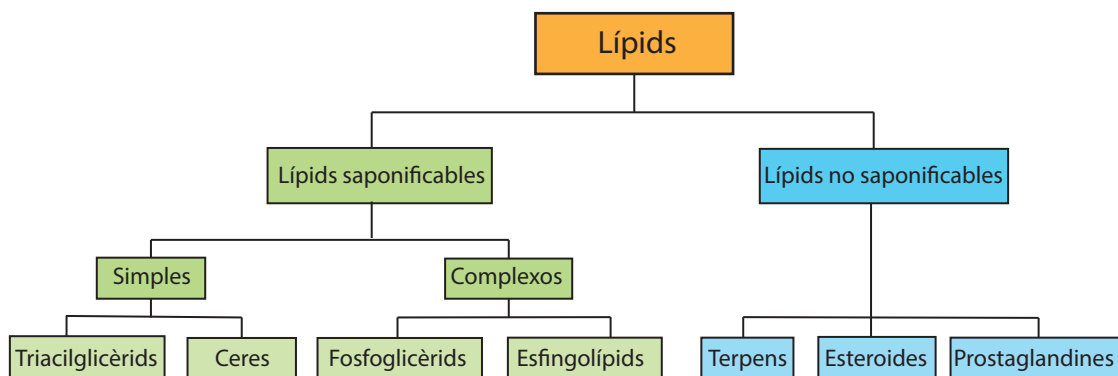 Lípids
Lípids saponificables
Lípids no saponificables
Simples
Complexos
Triacilglicèrids
Ceres
Fosfoglicèrids
Esfingolípids
Terpens
Esteroides
Prostaglandines